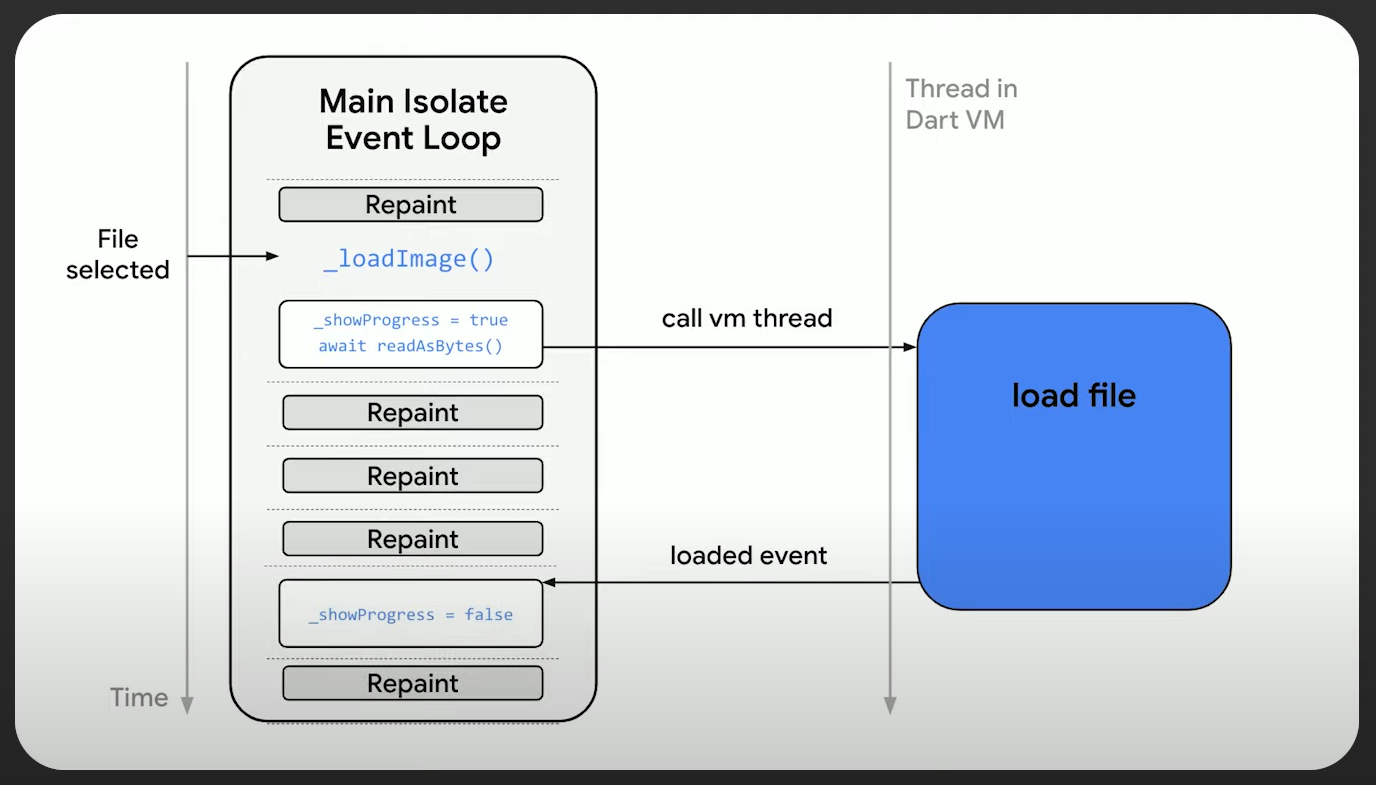 Main Isolate
Event Loop
Thread in
Dart VM
Repaint
File
selected
_loadImage()
_showProgress = true
await readAsBytes()
call vm thread
load file
Repaint
Repaint
Repaint
loaded event
_showProgress = false
Repaint
Time